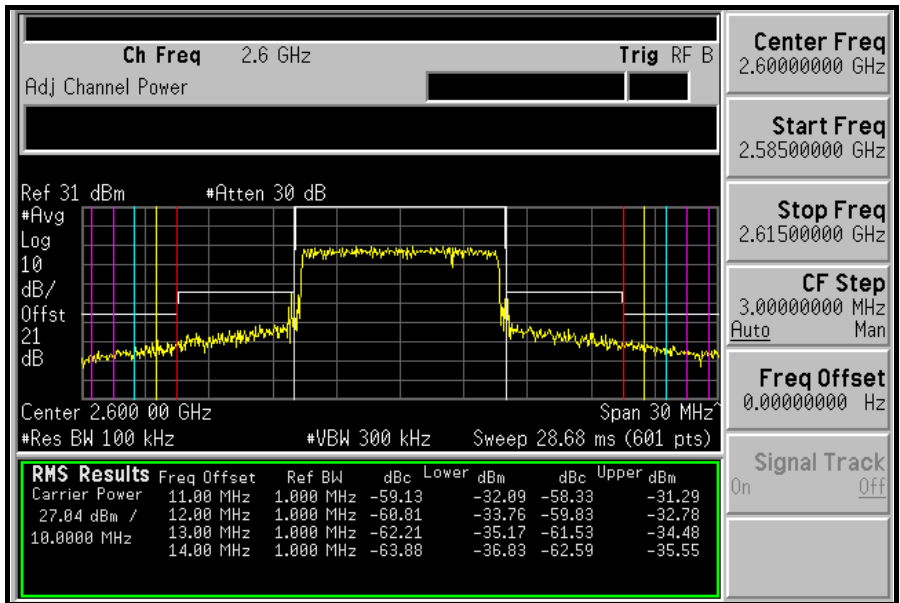 Ch Freq 2.6 GHz Trig RF B
Adj Channel Power
Ref 31 dBm #Atten 30 dB
#Avg
Log
10
dB/
Offst
21
dB
Center 2.600 00 GHz Span 30 MHz^
#Res BW 100 kHz #VBW 300 kHz Sweep 28.68 ms (601 pts)
RMS Results Freq Offset Ref BW dBc Lower dBm dBc Upper dBm
Carrier Power 11.00 MHz 1.000 MHz -59.13 -32.09 -58.33 -31.29
27.04 dBm / 12.00 MHz 1.000 MHz -60.81 -33.76 -59.83 -32.78
10.0000 MHz 13.00 MHz 1.000 MHz -62.21 -35.17 -61.53 -34.48
14.00 MHz 1.000 MHz -63.88 -36.83 -62.59 -35.55
Center Freq
2.60000000 GHz
Start Freq
2.58500000 GHz
Stop Freq
2.61500000 GHz
CF Step
3.00000000 MHz
Auto Man
Freq Offset
0.00000000 Hz
Signal Track
On Off